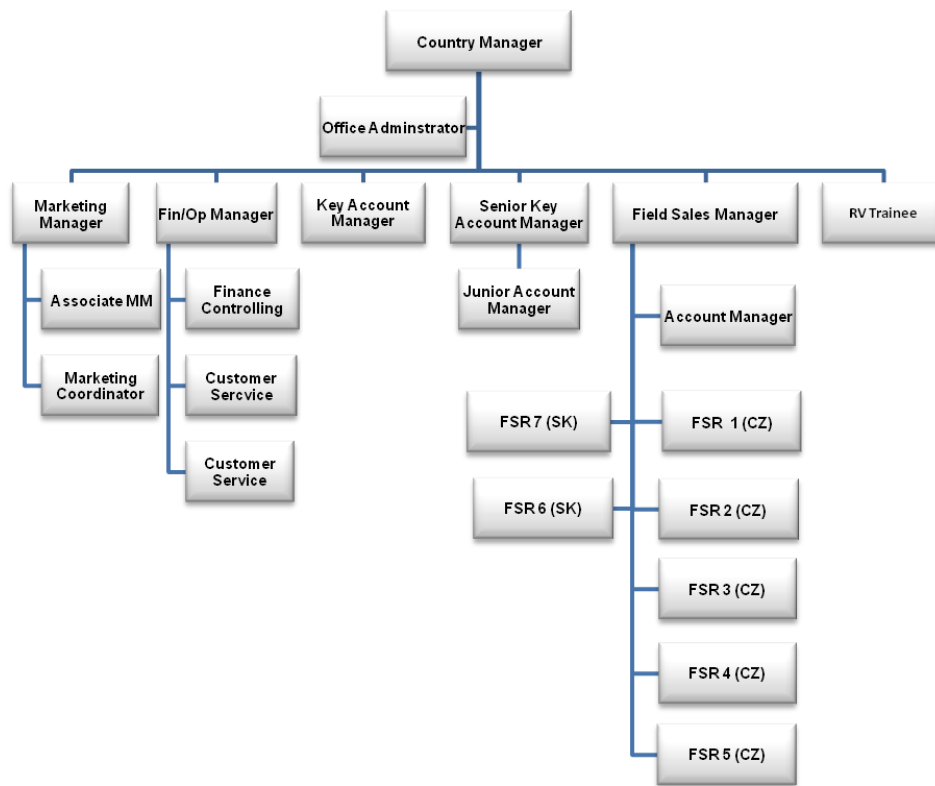 Country Manager
Office Adminstrator
Marketing
Manager
Fin/Op Manager
Key Account
Manager
Senior Key
Account Manager
Field Sales Manager
RV Trainee
Associate MM
Marketing
Coordinator
Finance
Controlling
Customer
Sercvice
Customer
Service
Junior Account
Manager
Account Manager
FSR 7 (SK)
FSR 1 (CZ)
FSR 6 (SK)
FSR 2 (CZ)
FSR 3 (CZ)
FSR 4 (CZ)
FSR 5 (CZ)